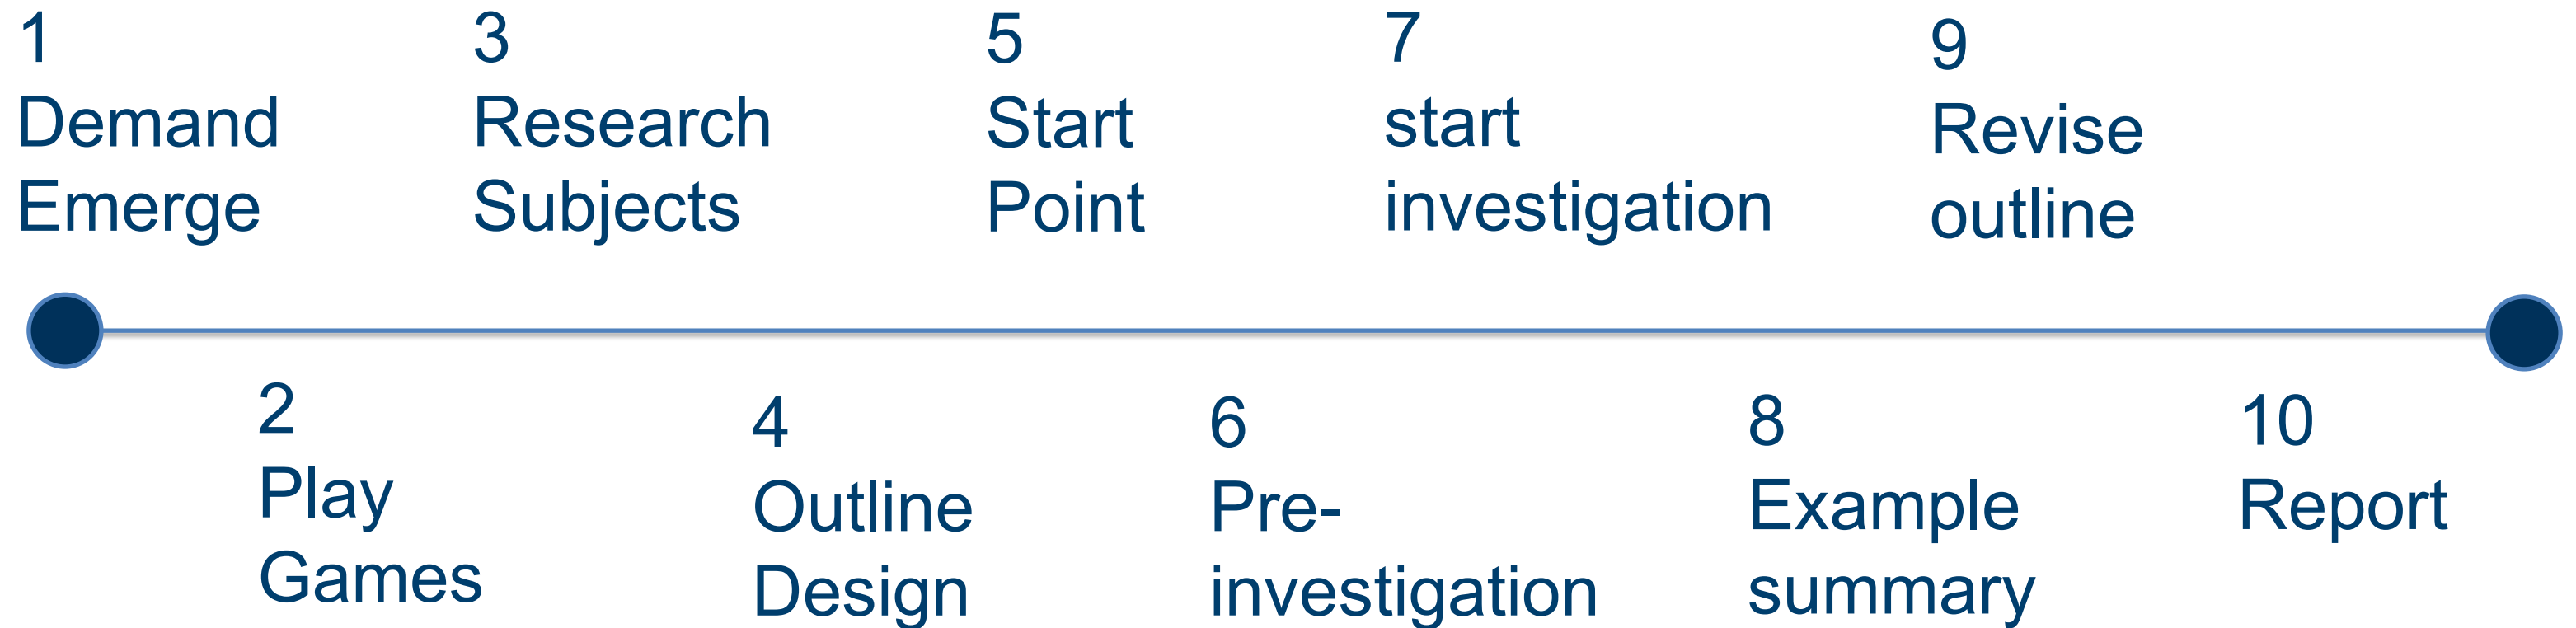 1
Demand
Emerge
2
Play
Games
3
Research
Subjects
4
Outline
Design
5
Start
Point
6
Pre-
investigation
7
start
investigation
8
Example
summary
9
Revise
outline
10
Report